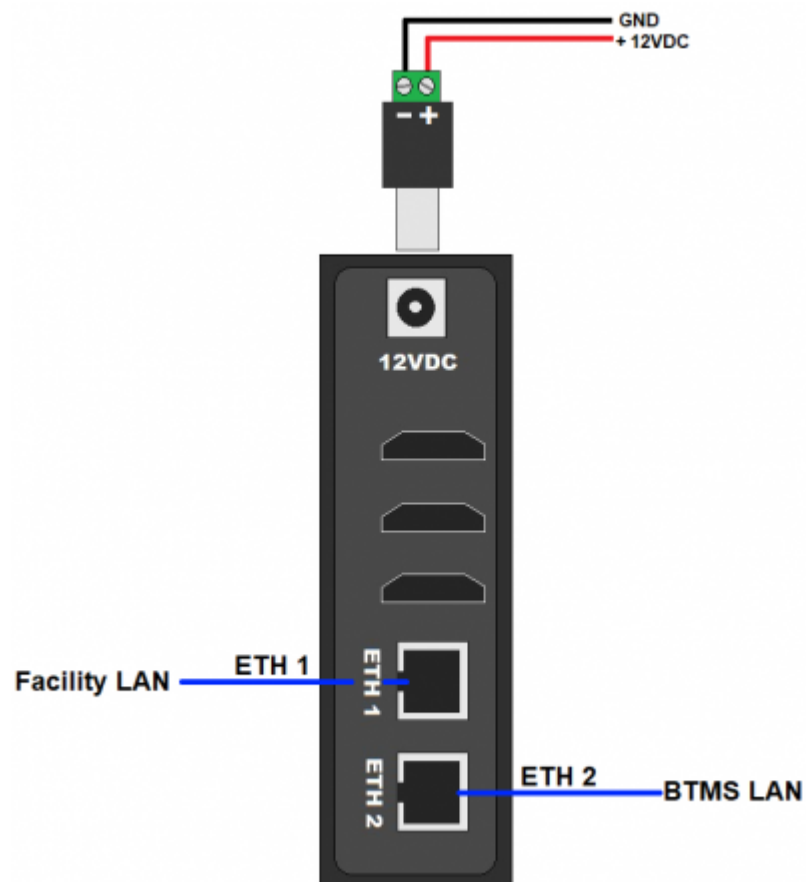 GND
+ 12VDC
- +
12VDC
ETH 1
Facility LAN
ETH 1
ETH 2
ETH 2
BTMS LAN